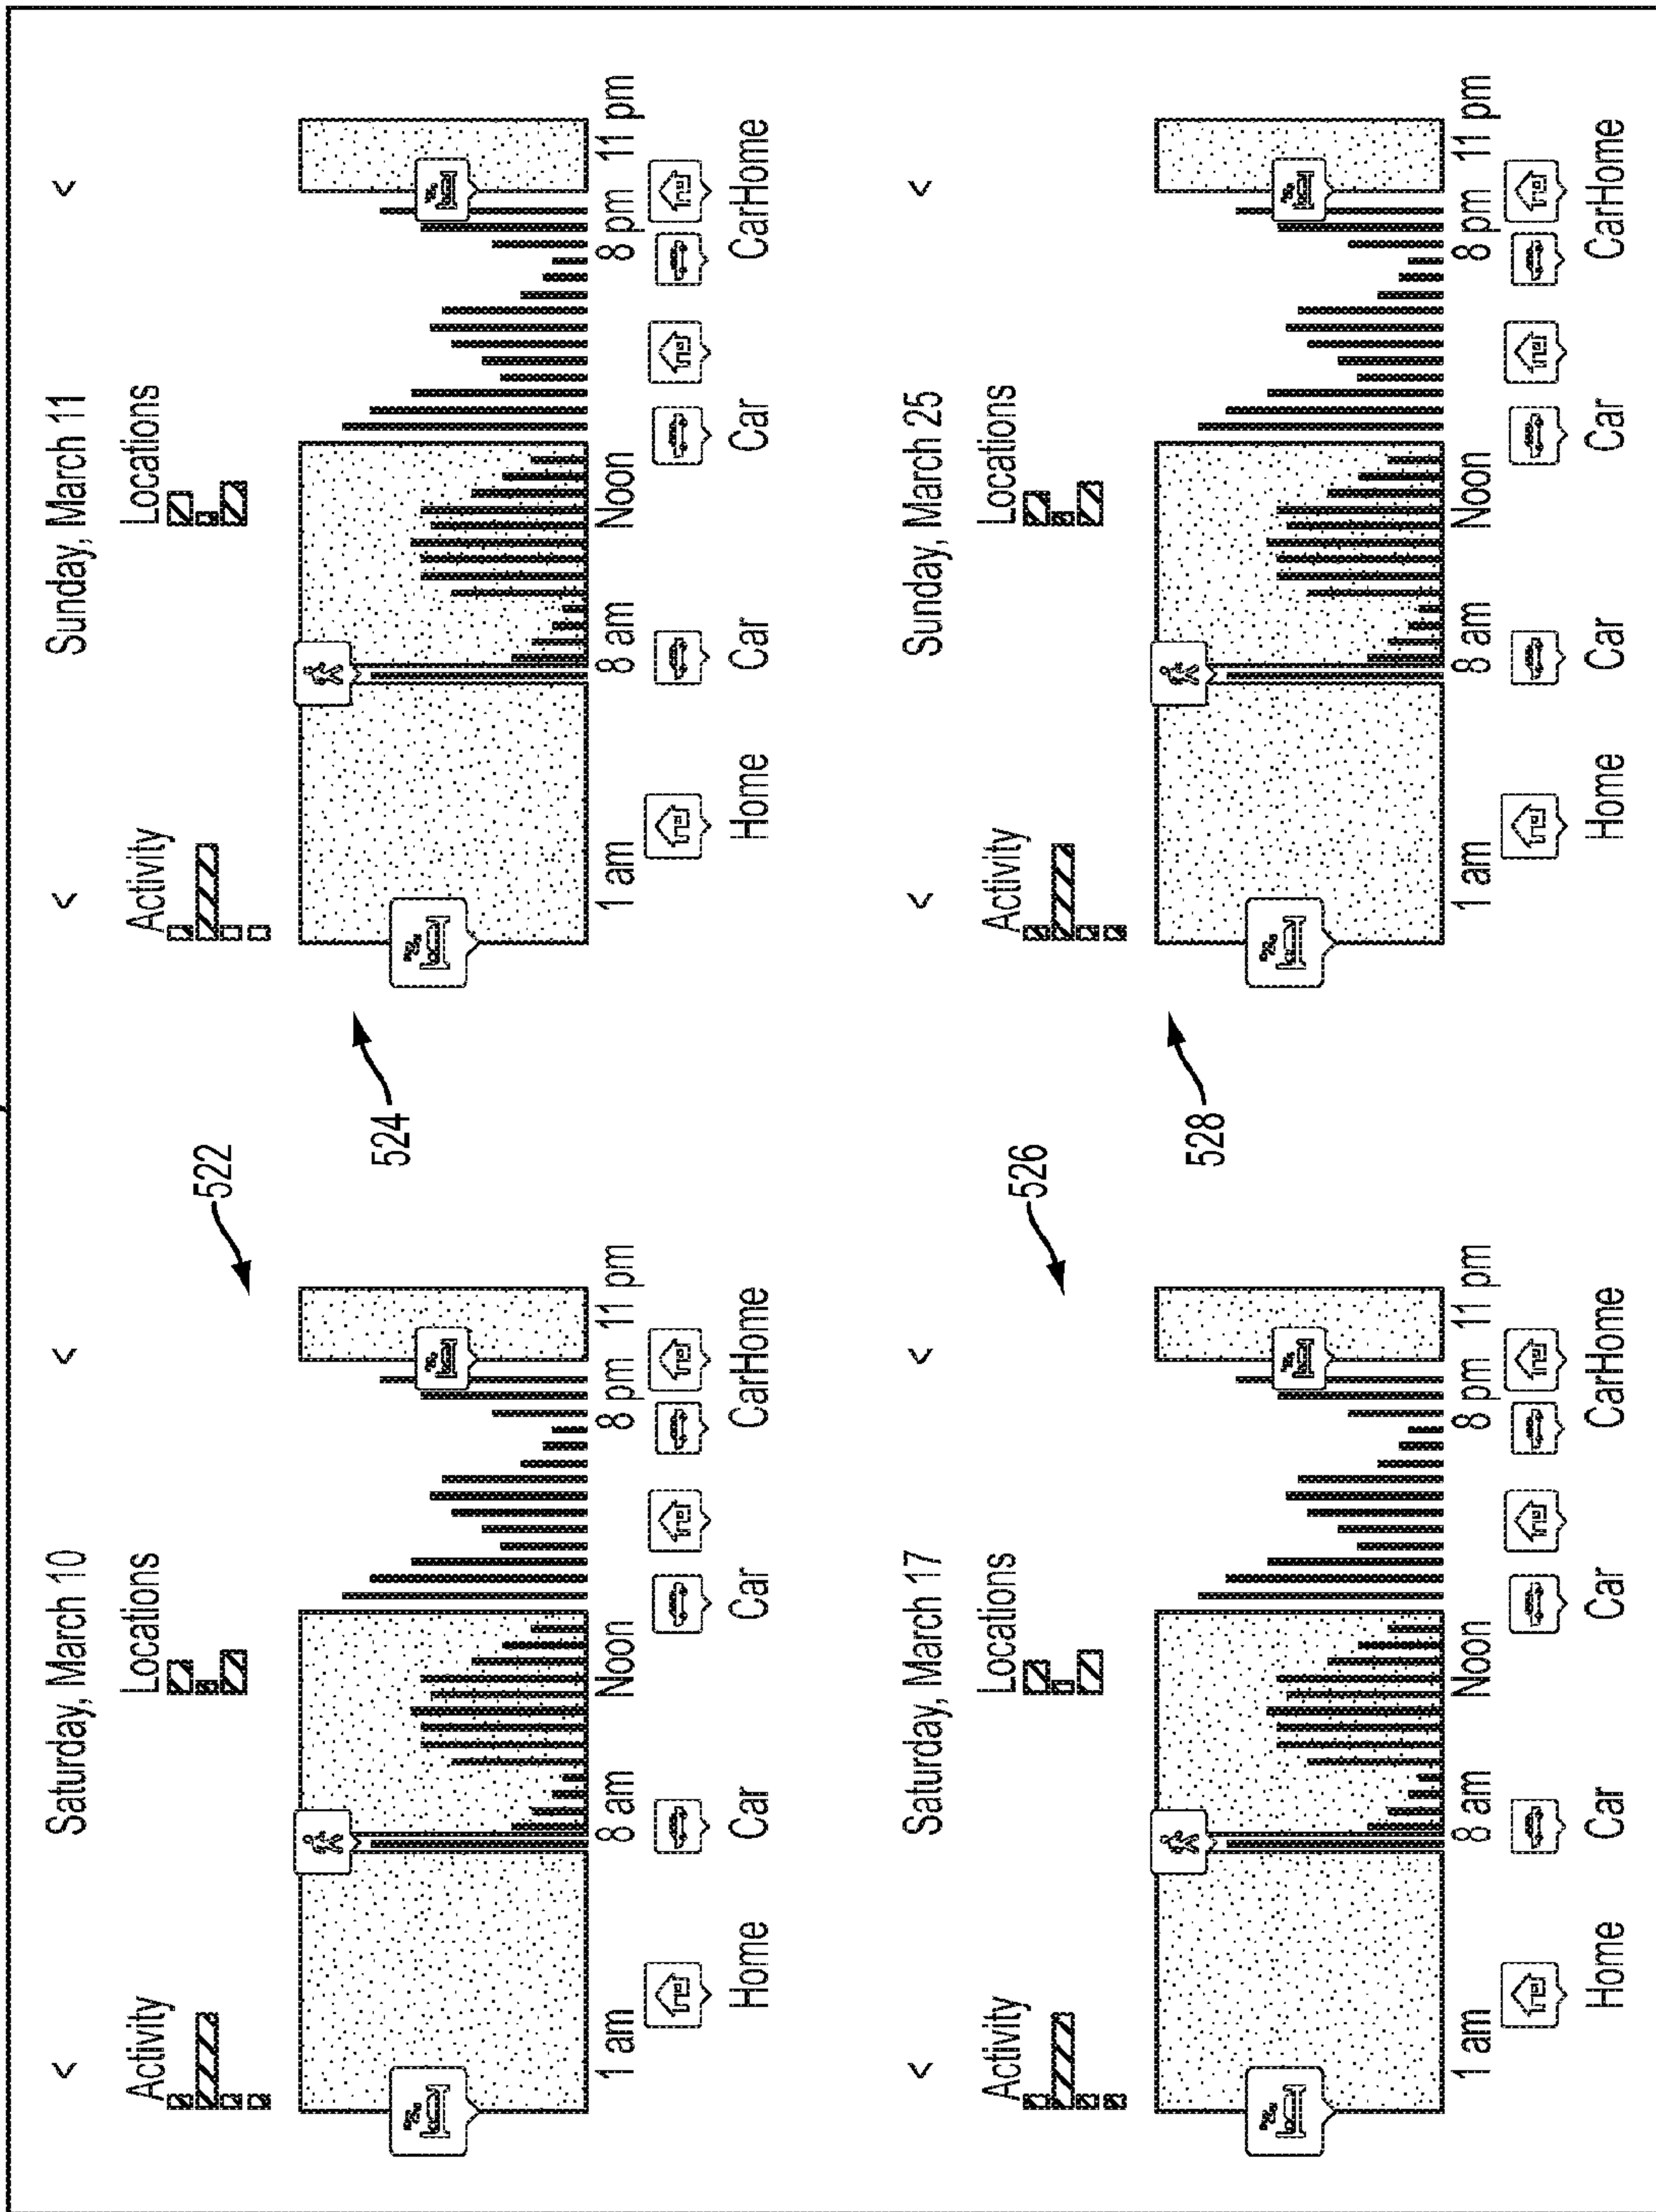 Saturday, March 10
Activity
Locations
522
1 am
8 am
Noon
8 pm
11 pm
Home
Car
Car
CarHome
Sunday, March 11
Activity
Locations
524
1 am
8 am
Noon
8 pm
11 pm
Home
Car
Car
CarHome
Saturday, March 17
Activity
Locations
526
1 am
8 am
Noon
8 pm
11 pm
Home
Car
Car
CarHome
Sunday, March 25
Activity
Locations
528
1 am
8 am
Noon
8 pm
11 pm
Home
Car
Car
CarHome